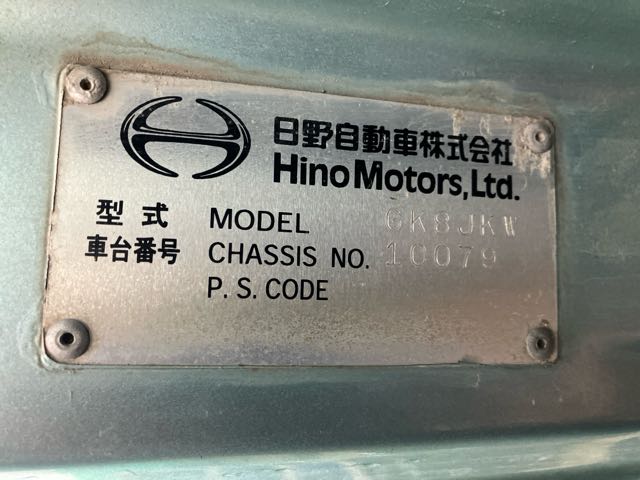 日野自動車株式会社
Hino Motors, Ltd.
型式 MODEL GK8JKW
車台番号 CHASSIS NO. 10079
P.S. CODE